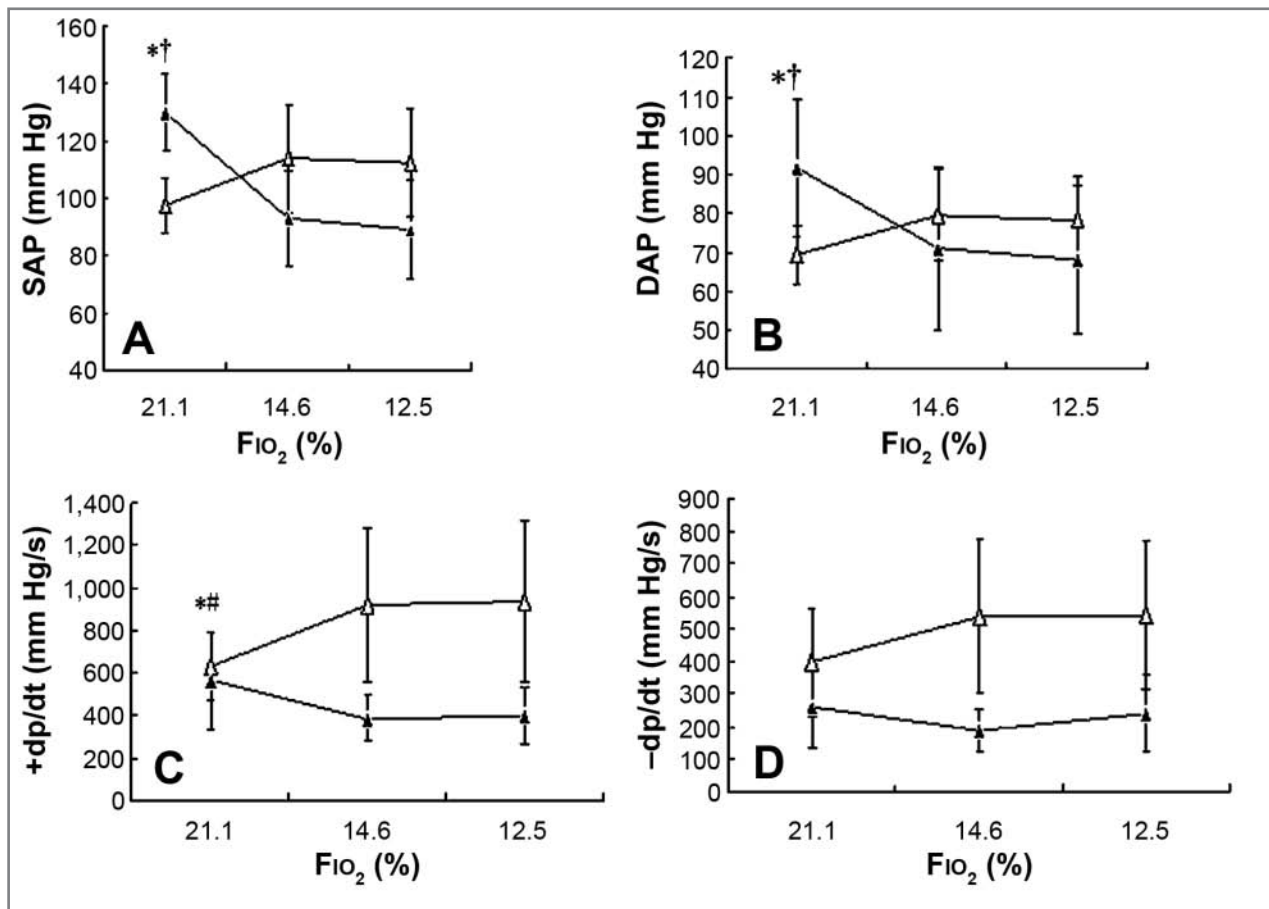 160
140
120
100
80
60
40
SAP (mm Hg)
*†
A
21.1 14.6 12.5
FIO₂ (%)
120
110
100
90
80
70
60
50
40
DAP (mm Hg)
*†
B
21.1 14.6 12.5
FIO₂ (%)
1,400
1,200
1,000
800
600
400
200
0
+dp/dt (mm Hg/s)
*#
C
21.1 14.6 12.5
FIO₂ (%)
900
800
700
600
500
400
300
200
100
0
–dp/dt (mm Hg/s)
D
21.1 14.6 12.5
FIO₂ (%)